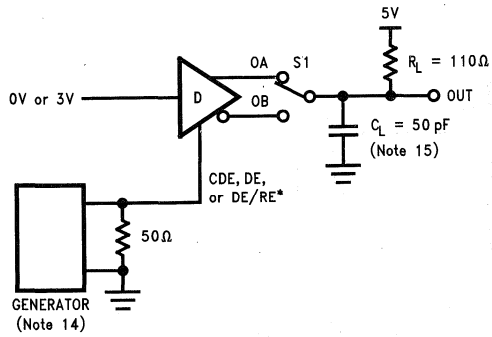 5V
OA S1
R_L = 110Ω
0V or 3V
D
OB
OUT
C_L = 50 pF
(Note 15)
CDE, DE,
or DE/RE*
50Ω
GENERATOR
(Note 14)